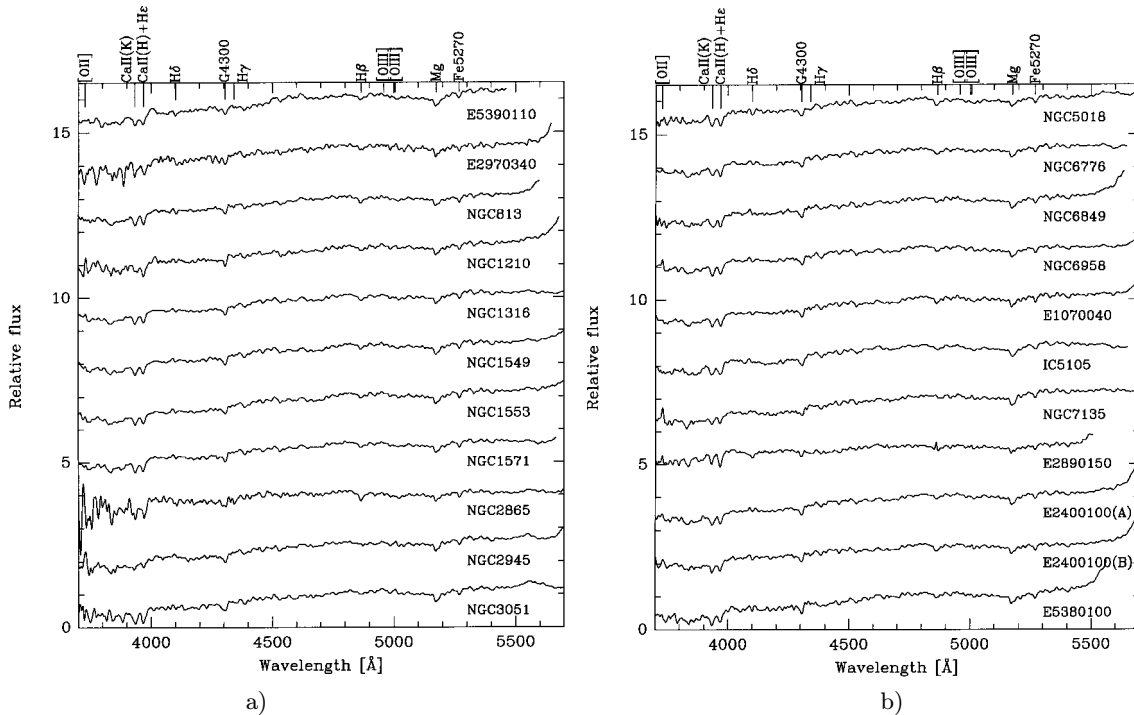 [OII]
CaII(K)
CaII(H)+Hε
Hδ
G4300
Hγ
Hβ
[OIII]
[OIII]
Mg
Fe5270
15
10
5
0
Relative flux
E5390110
E2970340
NGC813
NGC1210
NGC1316
NGC1549
NGC1553
NGC1571
NGC2865
NGC2945
NGC3051
4000
4500
5000
5500
Wavelength [Å]
a)
[OII]
CaII(K)
CaII(H)+Hε
Hδ
G4300
Hγ
Hβ
[OIII]
[OIII]
Mg
Fe5270
15
10
5
0
Relative flux
NGC5018
NGC6776
NGC6849
NGC6958
E1070040
IC5105
NGC7135
E2890150
E2400100(A)
E2400100(B)
E5380100
4000
4500
5000
5500
Wavelength [Å]
b)